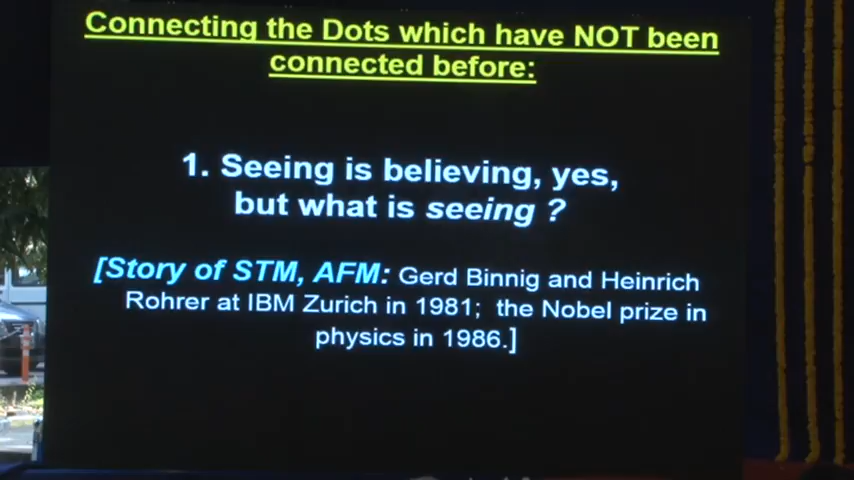 Connecting the Dots which have NOT been
connected before:
1. Seeing is believing, yes,
but what is seeing ?
[Story of STM, AFM: Gerd Binnig and Heinrich
Rohrer at IBM Zurich in 1981; the Nobel prize in
physics in 1986.]